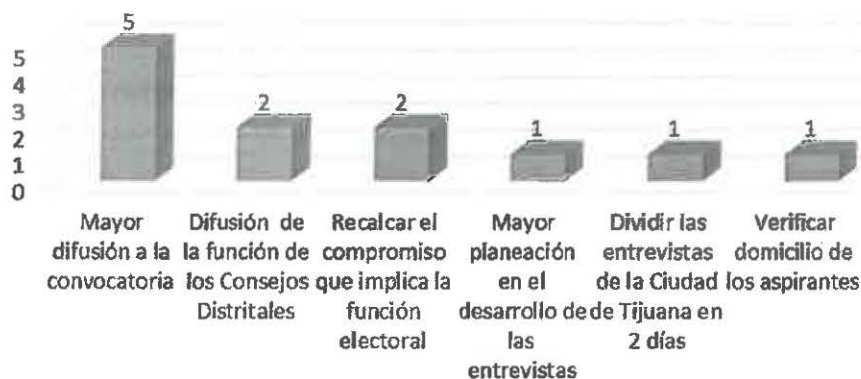 5
2
2
1
1
1
5
4
3
2
1
0
Mayor
difusión a la
convocatoria
Difusión de
la función de
los Consejos
Distritales
Recalcar el
compromiso
que implica la
función
electoral
Mayor
planeación
en el
desarrollo de
las
entrevistas
Dividir las
entrevistas
de la Ciudad
de Tijuana en
2 días
Verificar
domicilio de
los aspirantes